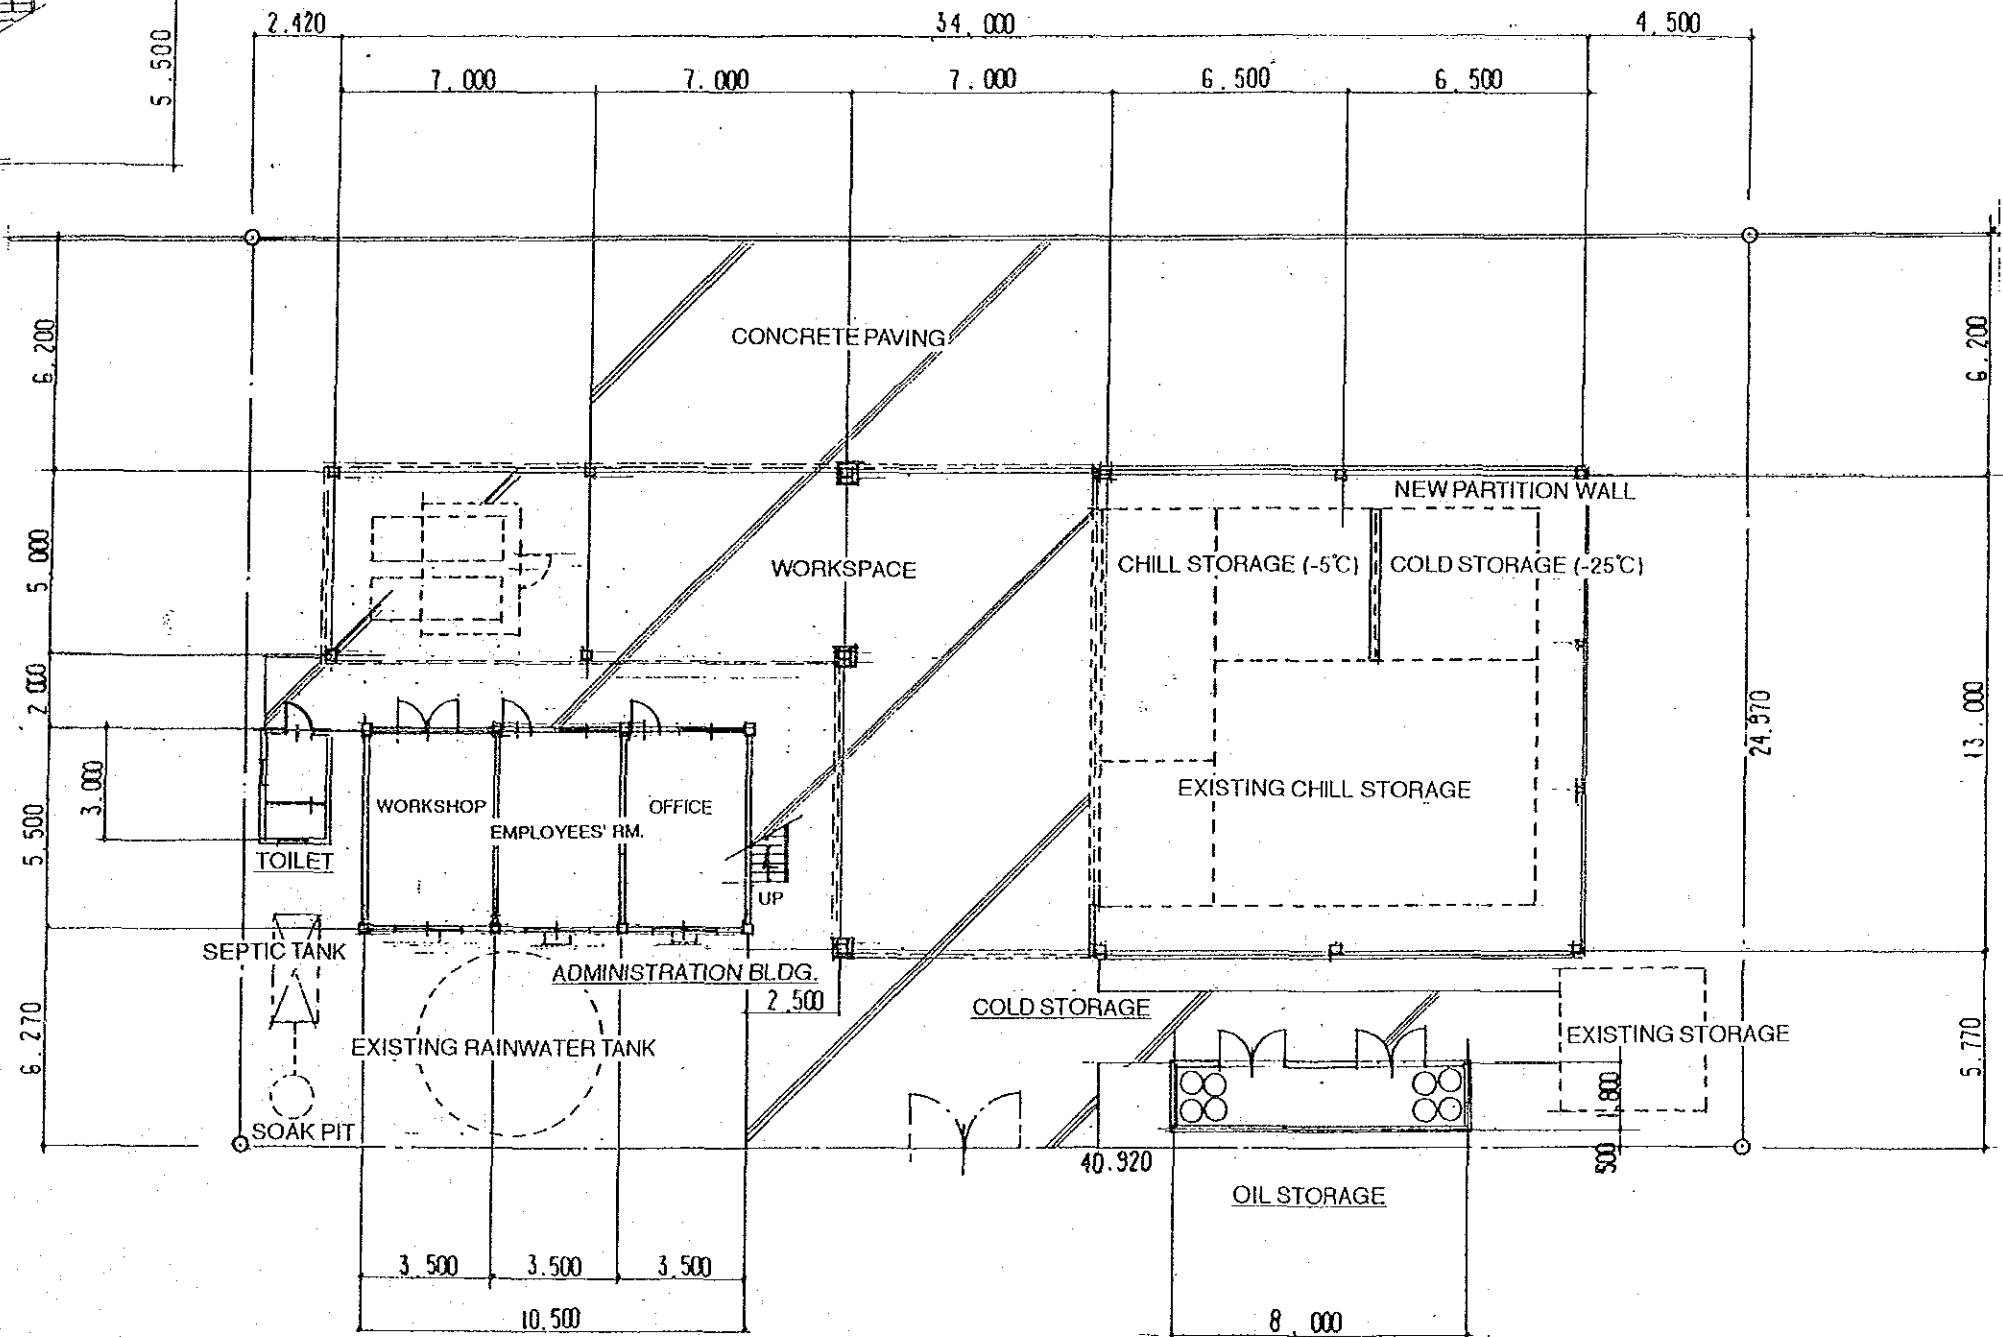 5.500
2.420
34.000
4.500
7.000
7.000
7.000
6.500
6.500
6.200
6.200
CONCRETE PAVING
NEW PARTITION WALL
5 000
WORKSPACE
CHILL STORAGE (-5°C)
COLD STORAGE (-25°C)
2 000
24.970
13.000
3.000
WORKSHOP
EMPLOYEES' RM.
OFFICE
EXISTING CHILL STORAGE
5.500
TOILET
UP
SEPTIC TANK
ADMINISTRATION BLDG.
2.500
COLD STORAGE
EXISTING STORAGE
6.270
EXISTING RAINWATER TANK
5.770
1.800
SOAK PIT
500
40.920
OIL STORAGE
3.500
3.500
3.500
10.500
8.000